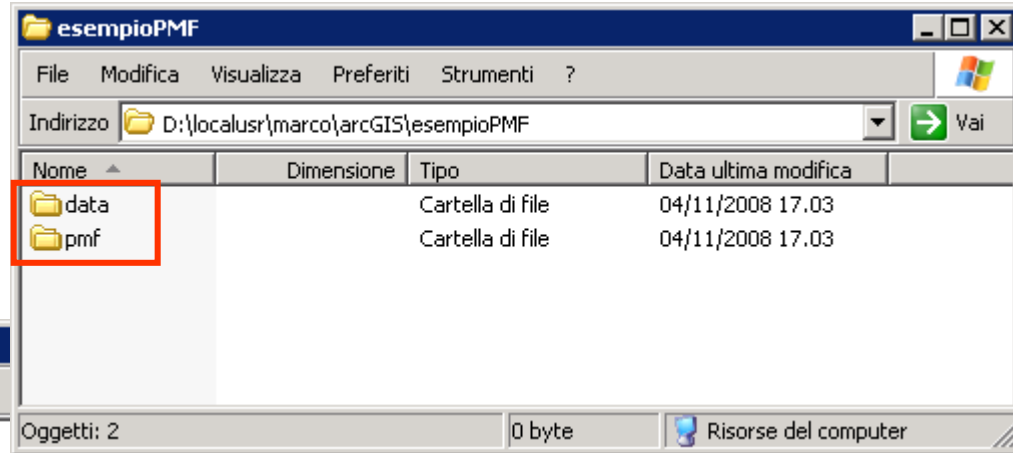 esempioPMF
File Modifica Visualizza Preferiti Strumenti ?
Indirizzo D:\localusr\marco\arcGIS\esempioPMF Vai
Nome Dimensione Tipo Data ultima modifica
data Cartella di file 04/11/2008 17.03
pmf Cartella di file 04/11/2008 17.03
Oggetti: 2 0 byte Risorse del computer